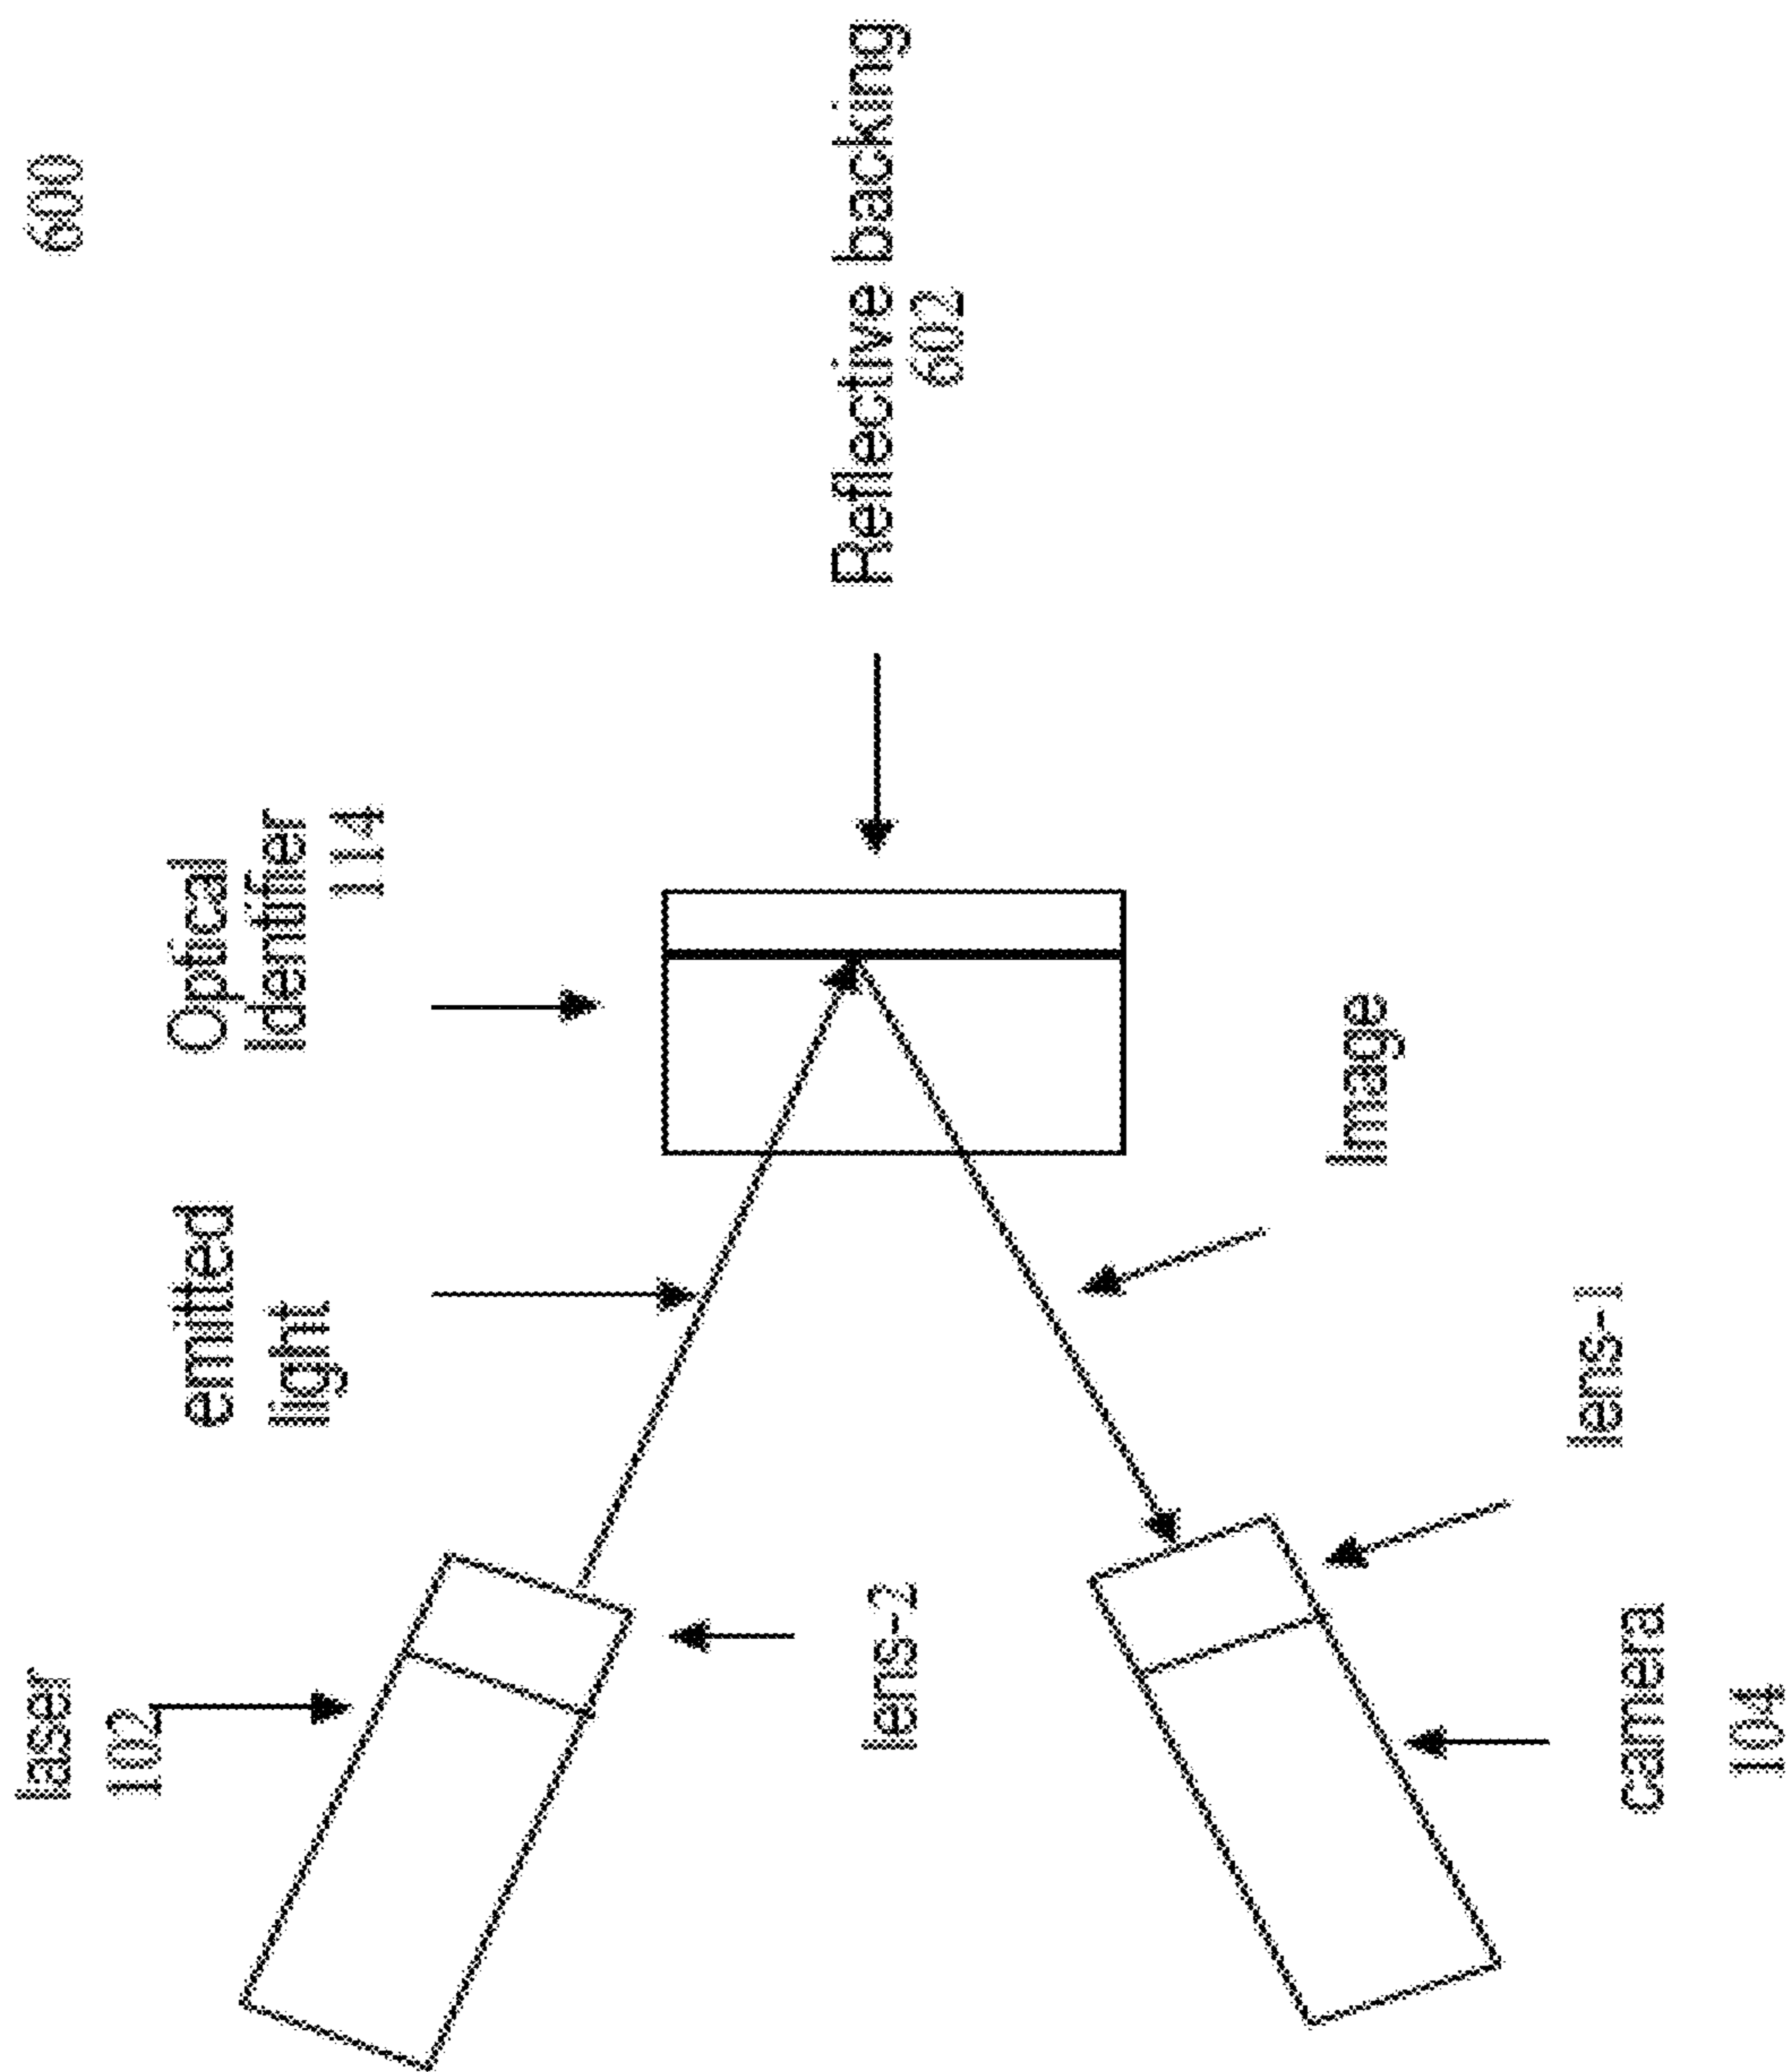 600
laser
102
emitted
light
Optical
Identifier
114
Reflective backing
602
lens-2
Image
lens-1
camera
104